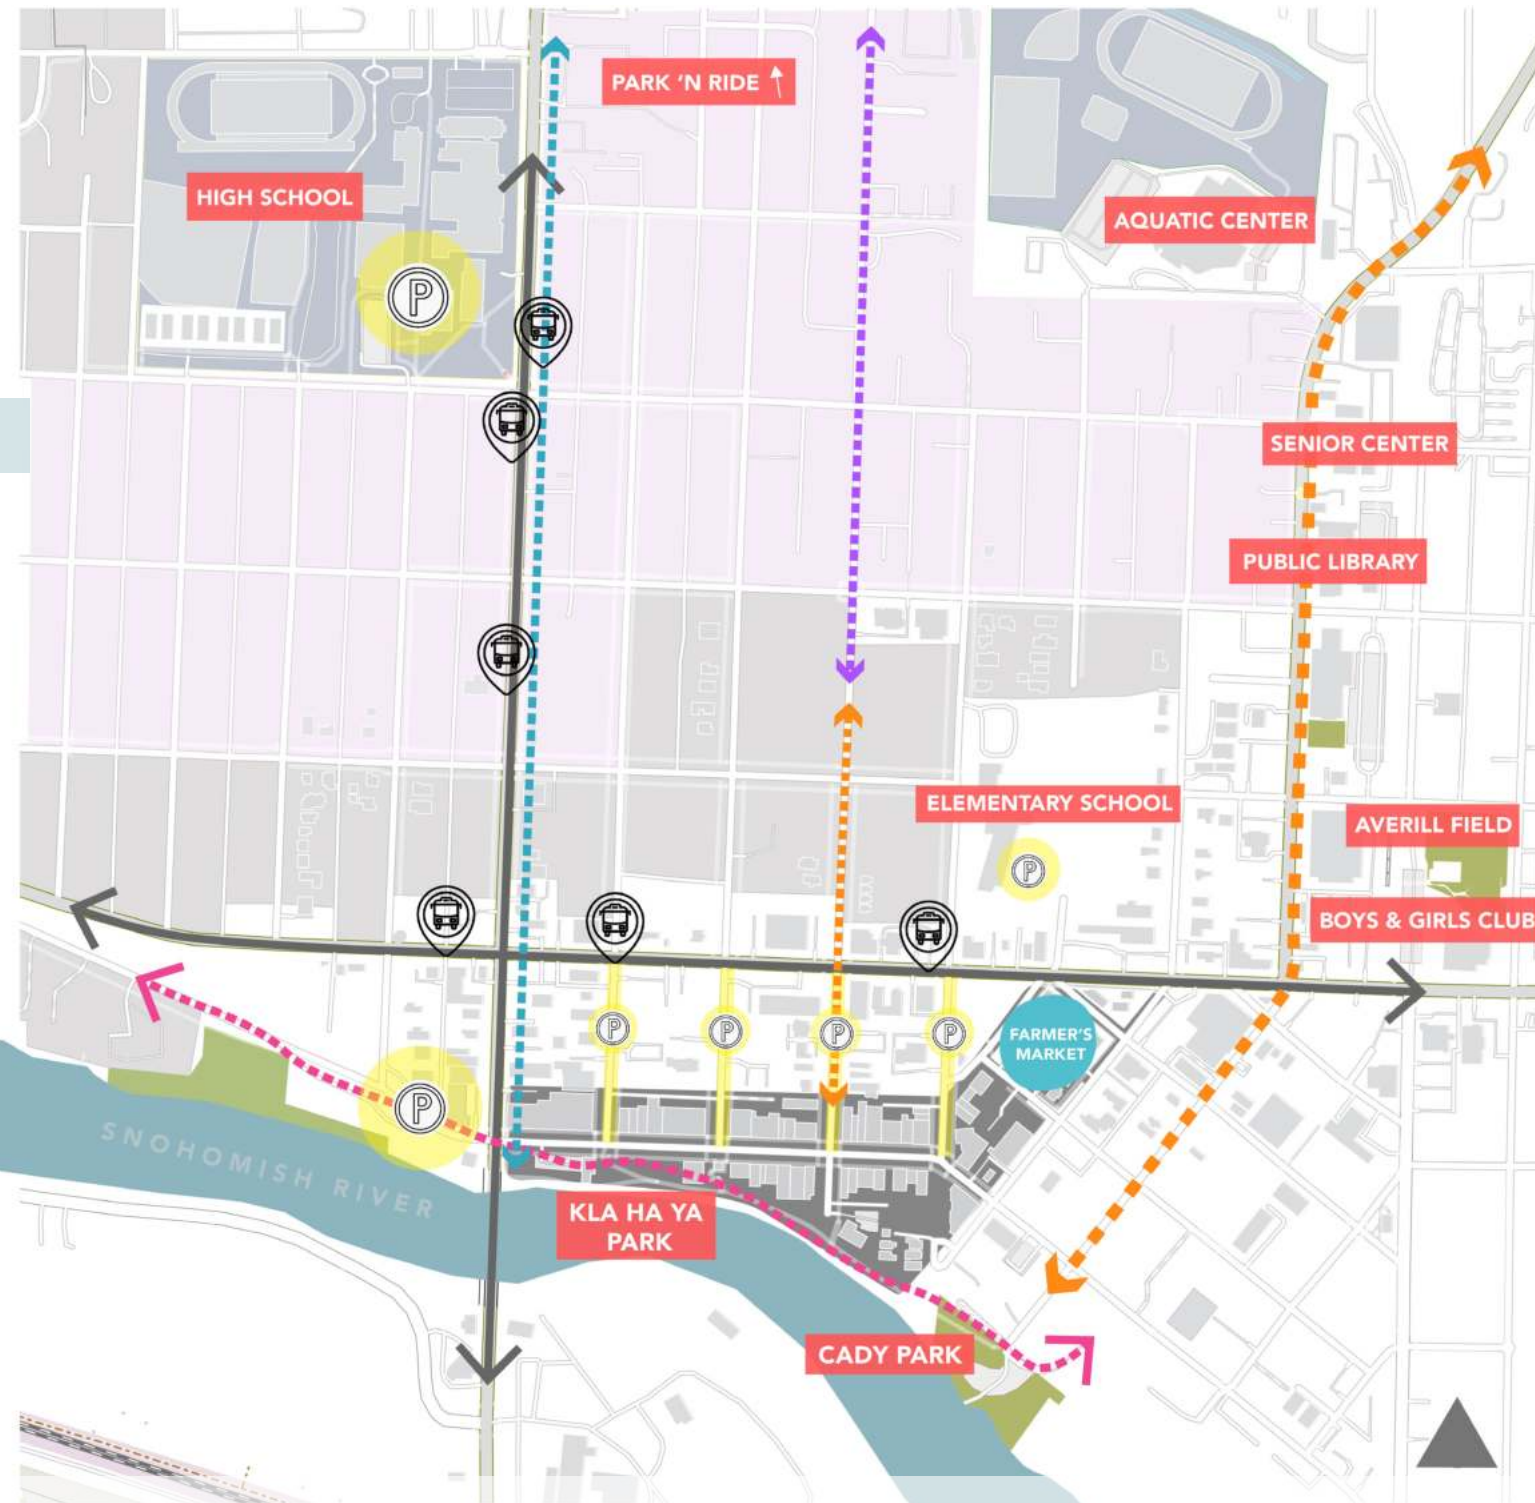 PARK 'N RIDE
HIGH SCHOOL
AQUATIC CENTER
P
SENIOR CENTER
PUBLIC LIBRARY
ELEMENTARY SCHOOL
AVERILL FIELD
P
BOYS & GIRLS CLUB
P
P
P
P
FARMER'S
MARKET
P
SNOHOMISH RIVER
KLA HA YA
PARK
CADY PARK